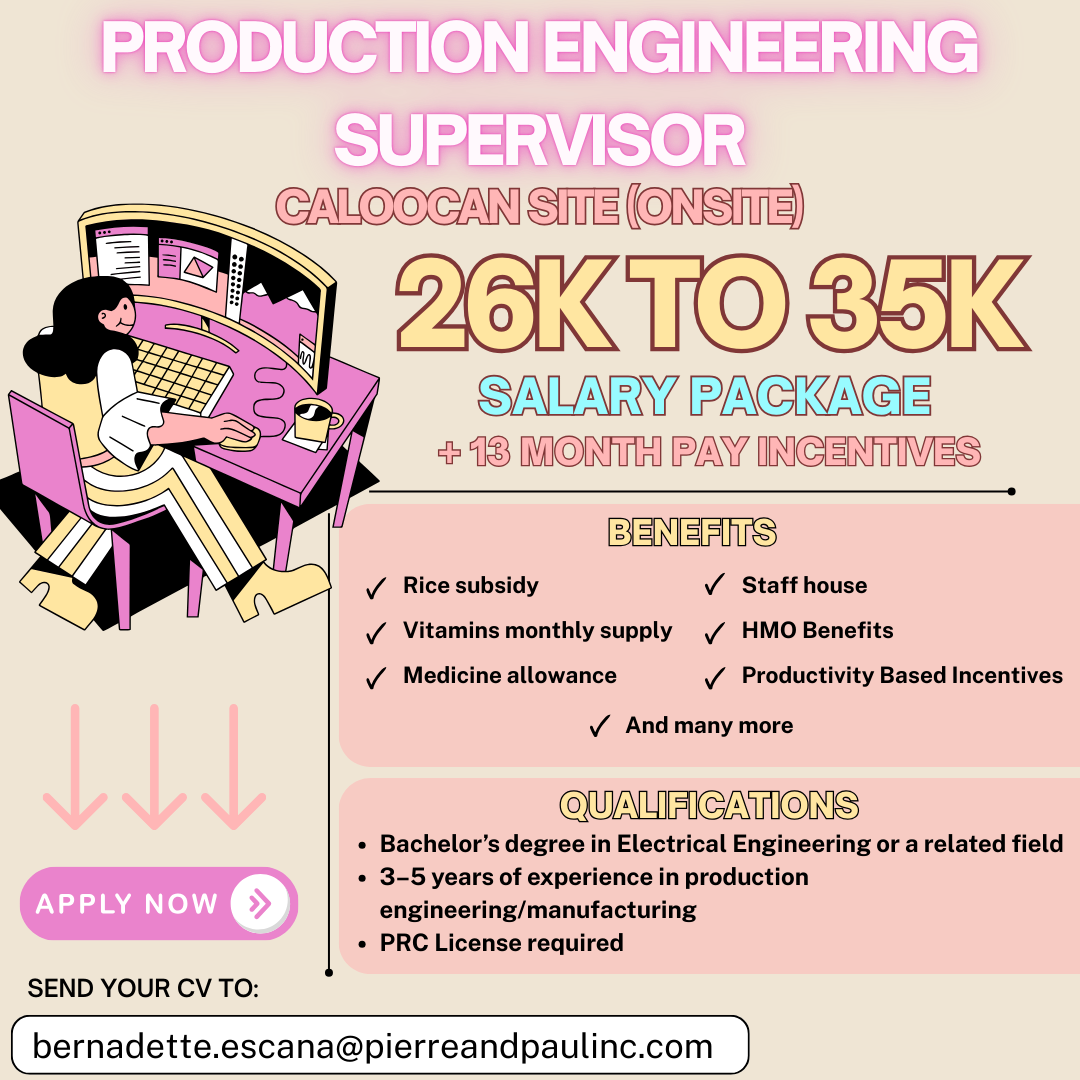 PRODUCTION ENGINEERING
SUPERVISOR
CALOOCAN SITE (ONSITE)
26K TO 35K
SALARY PACKAGE
+ 13 MONTH PAY INCENTIVES
BENEFITS
✓ Rice subsidy
✓ Vitamins monthly supply
✓ Medicine allowance
✓ Staff house
✓ HMO Benefits
✓ Productivity Based Incentives
✓ And many more
QUALIFICATIONS
• Bachelor’s degree in Electrical Engineering or a related field
• 3–5 years of experience in production
engineering/manufacturing
• PRC License required
APPLY NOW
SEND YOUR CV TO:
bernadette.escana@pierreandpaulinc.com